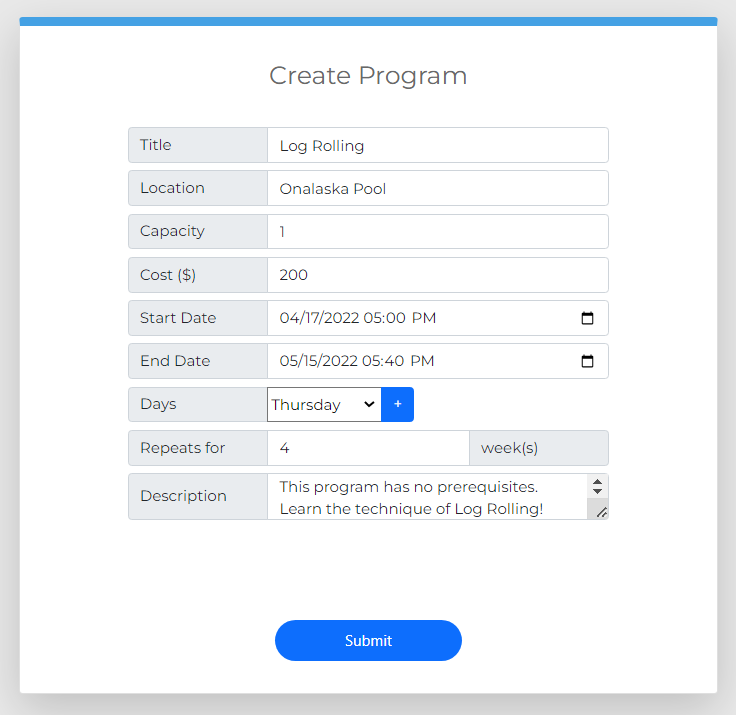 Create Program
Title Log Rolling
Location Onalaska Pool
Capacity 1
Cost ($) 200
Start Date 04/17/2022 05:00 PM
End Date 05/15/2022 05:40 PM
Days Thursday +
Repeats for 4 week(s)
Description This program has no prerequisites.
Learn the technique of Log Rolling!
Submit